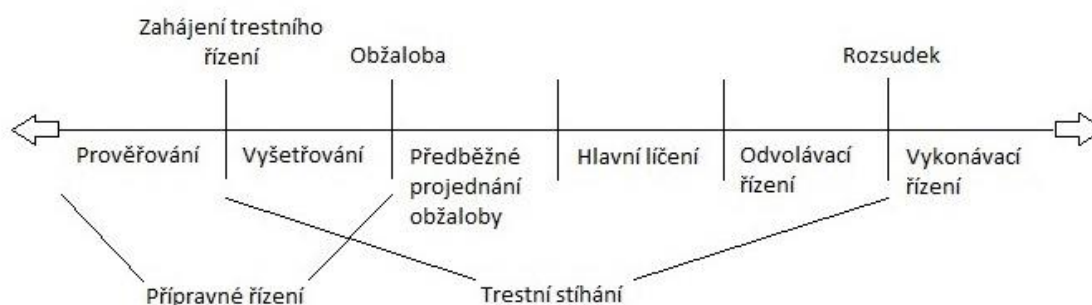 Zahájení trestního
řízení
Obžaloba
Rozsudek
Prověřování
Vyšetřování
Předběžné
projednání
obžaloby
Hlavní líčení
Odvolávací
řízení
Vykonávací
řízení
Přípravné řízení
Trestní stíhání